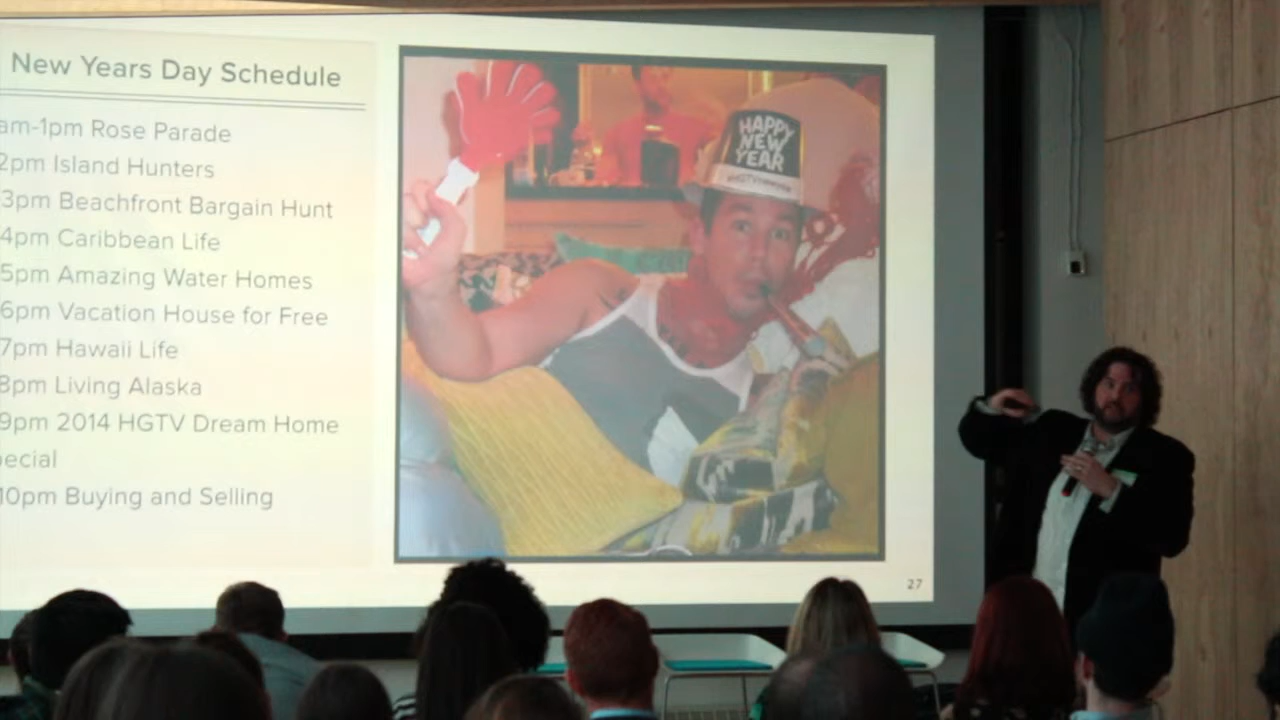 New Years Day Schedule
am-1pm Rose Parade
2pm Island Hunters
3pm Beachfront Bargain Hunt
4pm Caribbean Life
5pm Amazing Water Homes
6pm Vacation House for Free
7pm Hawaii Life
8pm Living Alaska
9pm 2014 HGTV Dream Home
ecial
10pm Buying and Selling
HAPPY
NEW
YEAR
27